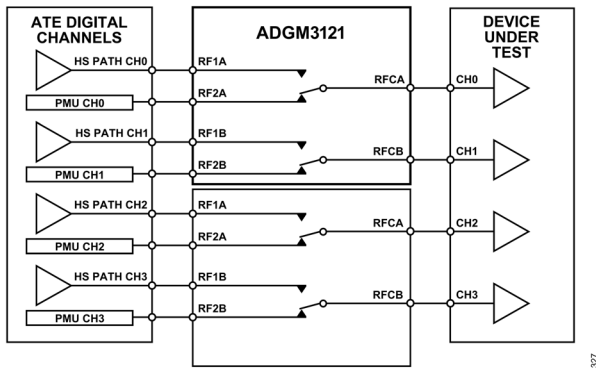 ATE DIGITAL
CHANNELS
ADGM3121
DEVICE
UNDER
TEST
HS PATH CH0
RF1A
PMU CH0
RF2A
RFCA
CH0
HS PATH CH1
RF1B
PMU CH1
RF2B
RFCB
CH1
HS PATH CH2
RF1A
PMU CH2
RF2A
RFCA
CH2
HS PATH CH3
RF1B
PMU CH3
RF2B
RFCB
CH3
327